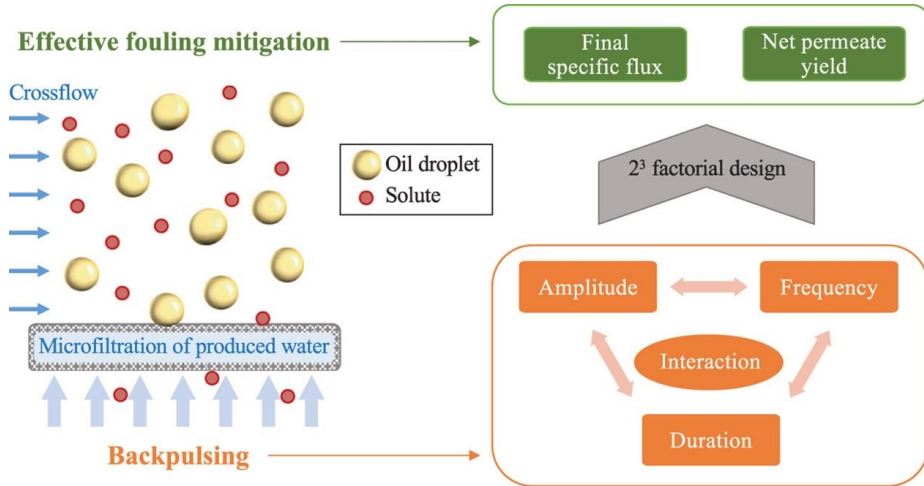 Effective fouling mitigation
Final
specific flux
Net permeate
yield
Crossflow
Oil droplet
Solute
2³ factorial design
Amplitude
Frequency
Interaction
Duration
Microfiltration of produced water
Backpulsing